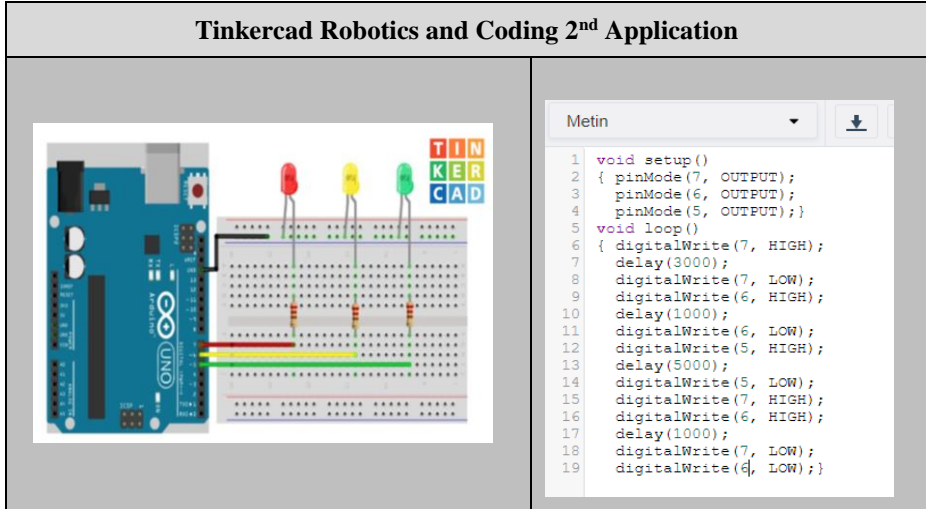 Tinkercad Robotics and Coding 2nd Application
TIN
KER
CAD
UNO
Metin
1 void setup()
2 { pinMode(7, OUTPUT);
3 pinMode(6, OUTPUT);
4 pinMode(5, OUTPUT);}
5 void loop()
6 { digitalWrite(7, HIGH);
7 delay(3000);
8 digitalWrite(7, LOW);
9 digitalWrite(6, HIGH);
10 delay(1000);
11 digitalWrite(6, LOW);
12 digitalWrite(5, HIGH);
13 delay(5000);
14 digitalWrite(5, LOW);
15 digitalWrite(7, HIGH);
16 digitalWrite(6, HIGH);
17 delay(1000);
18 digitalWrite(7, LOW);
19 digitalWrite(6, LOW);}